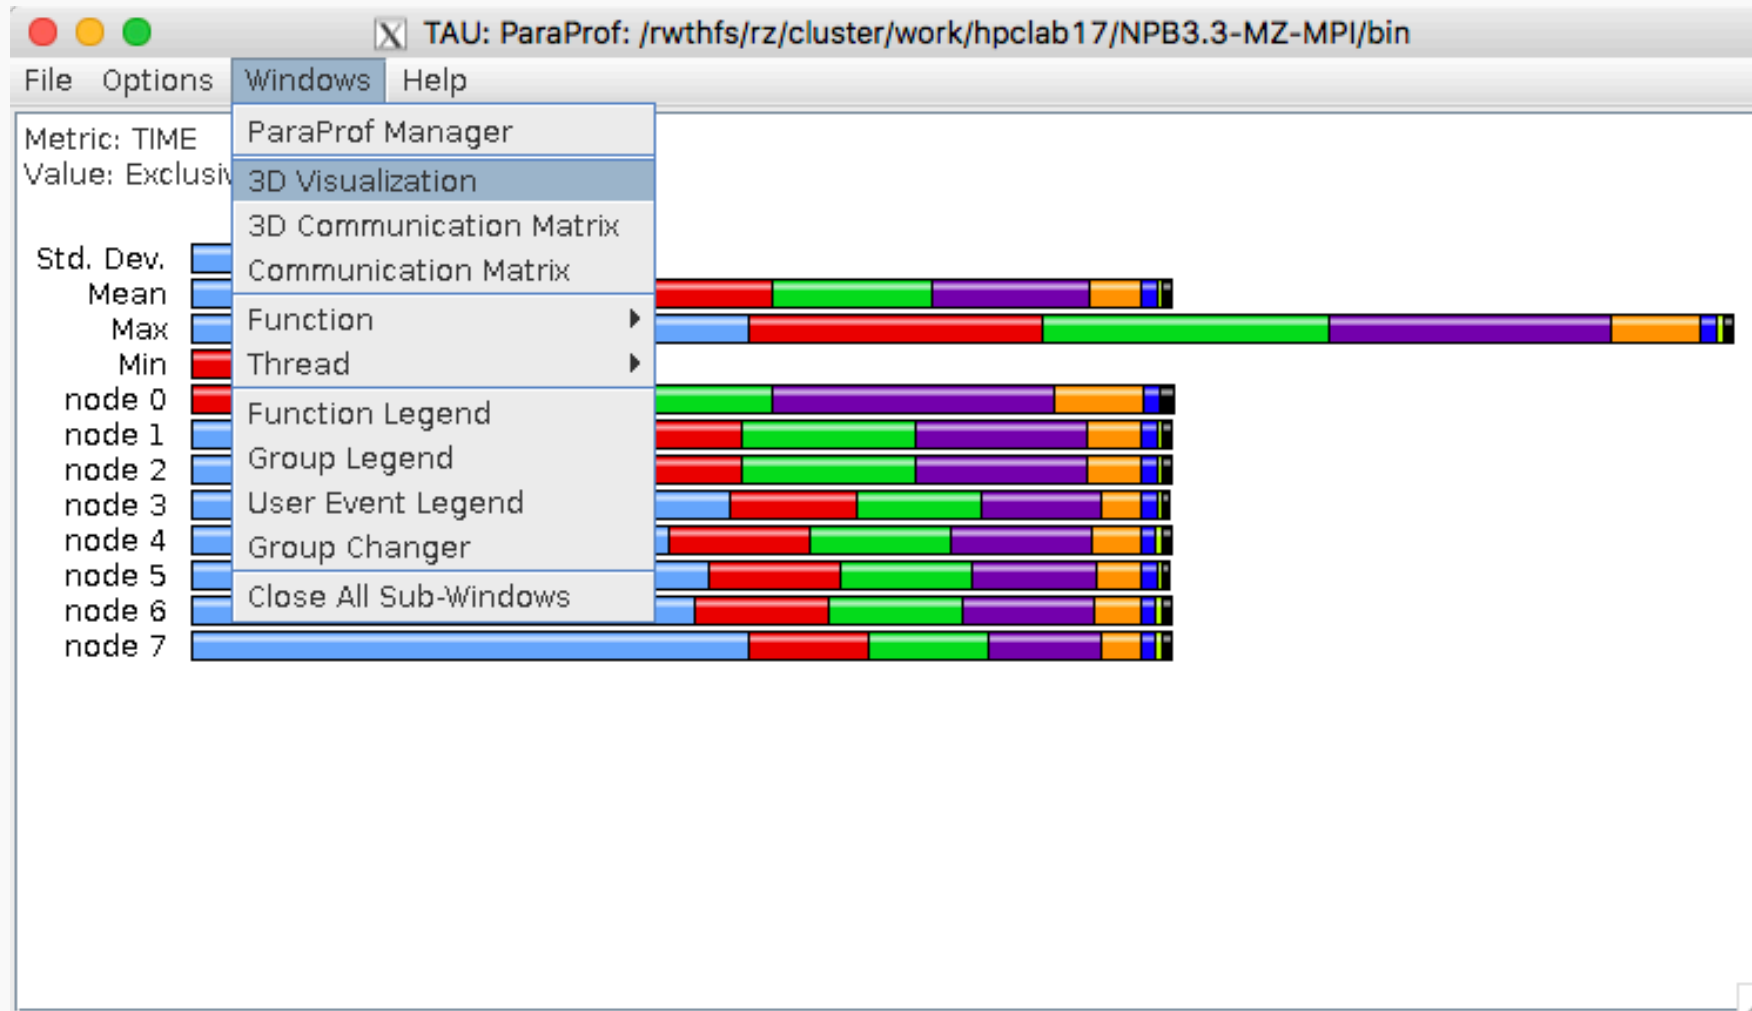 TAU: ParaProf: /rwthfs/rz/cluster/work/hpclab17/NPB3.3-MZ-MPI/bin
File Options Windows Help
Metric: TIME
Value: Exclusiv
ParaProf Manager
3D Visualization
3D Communication Matrix
Communication Matrix
Function
Thread
Function Legend
Group Legend
User Event Legend
Group Changer
Close All Sub-Windows
Std. Dev.
Mean
Max
Min
node 0
node 1
node 2
node 3
node 4
node 5
node 6
node 7